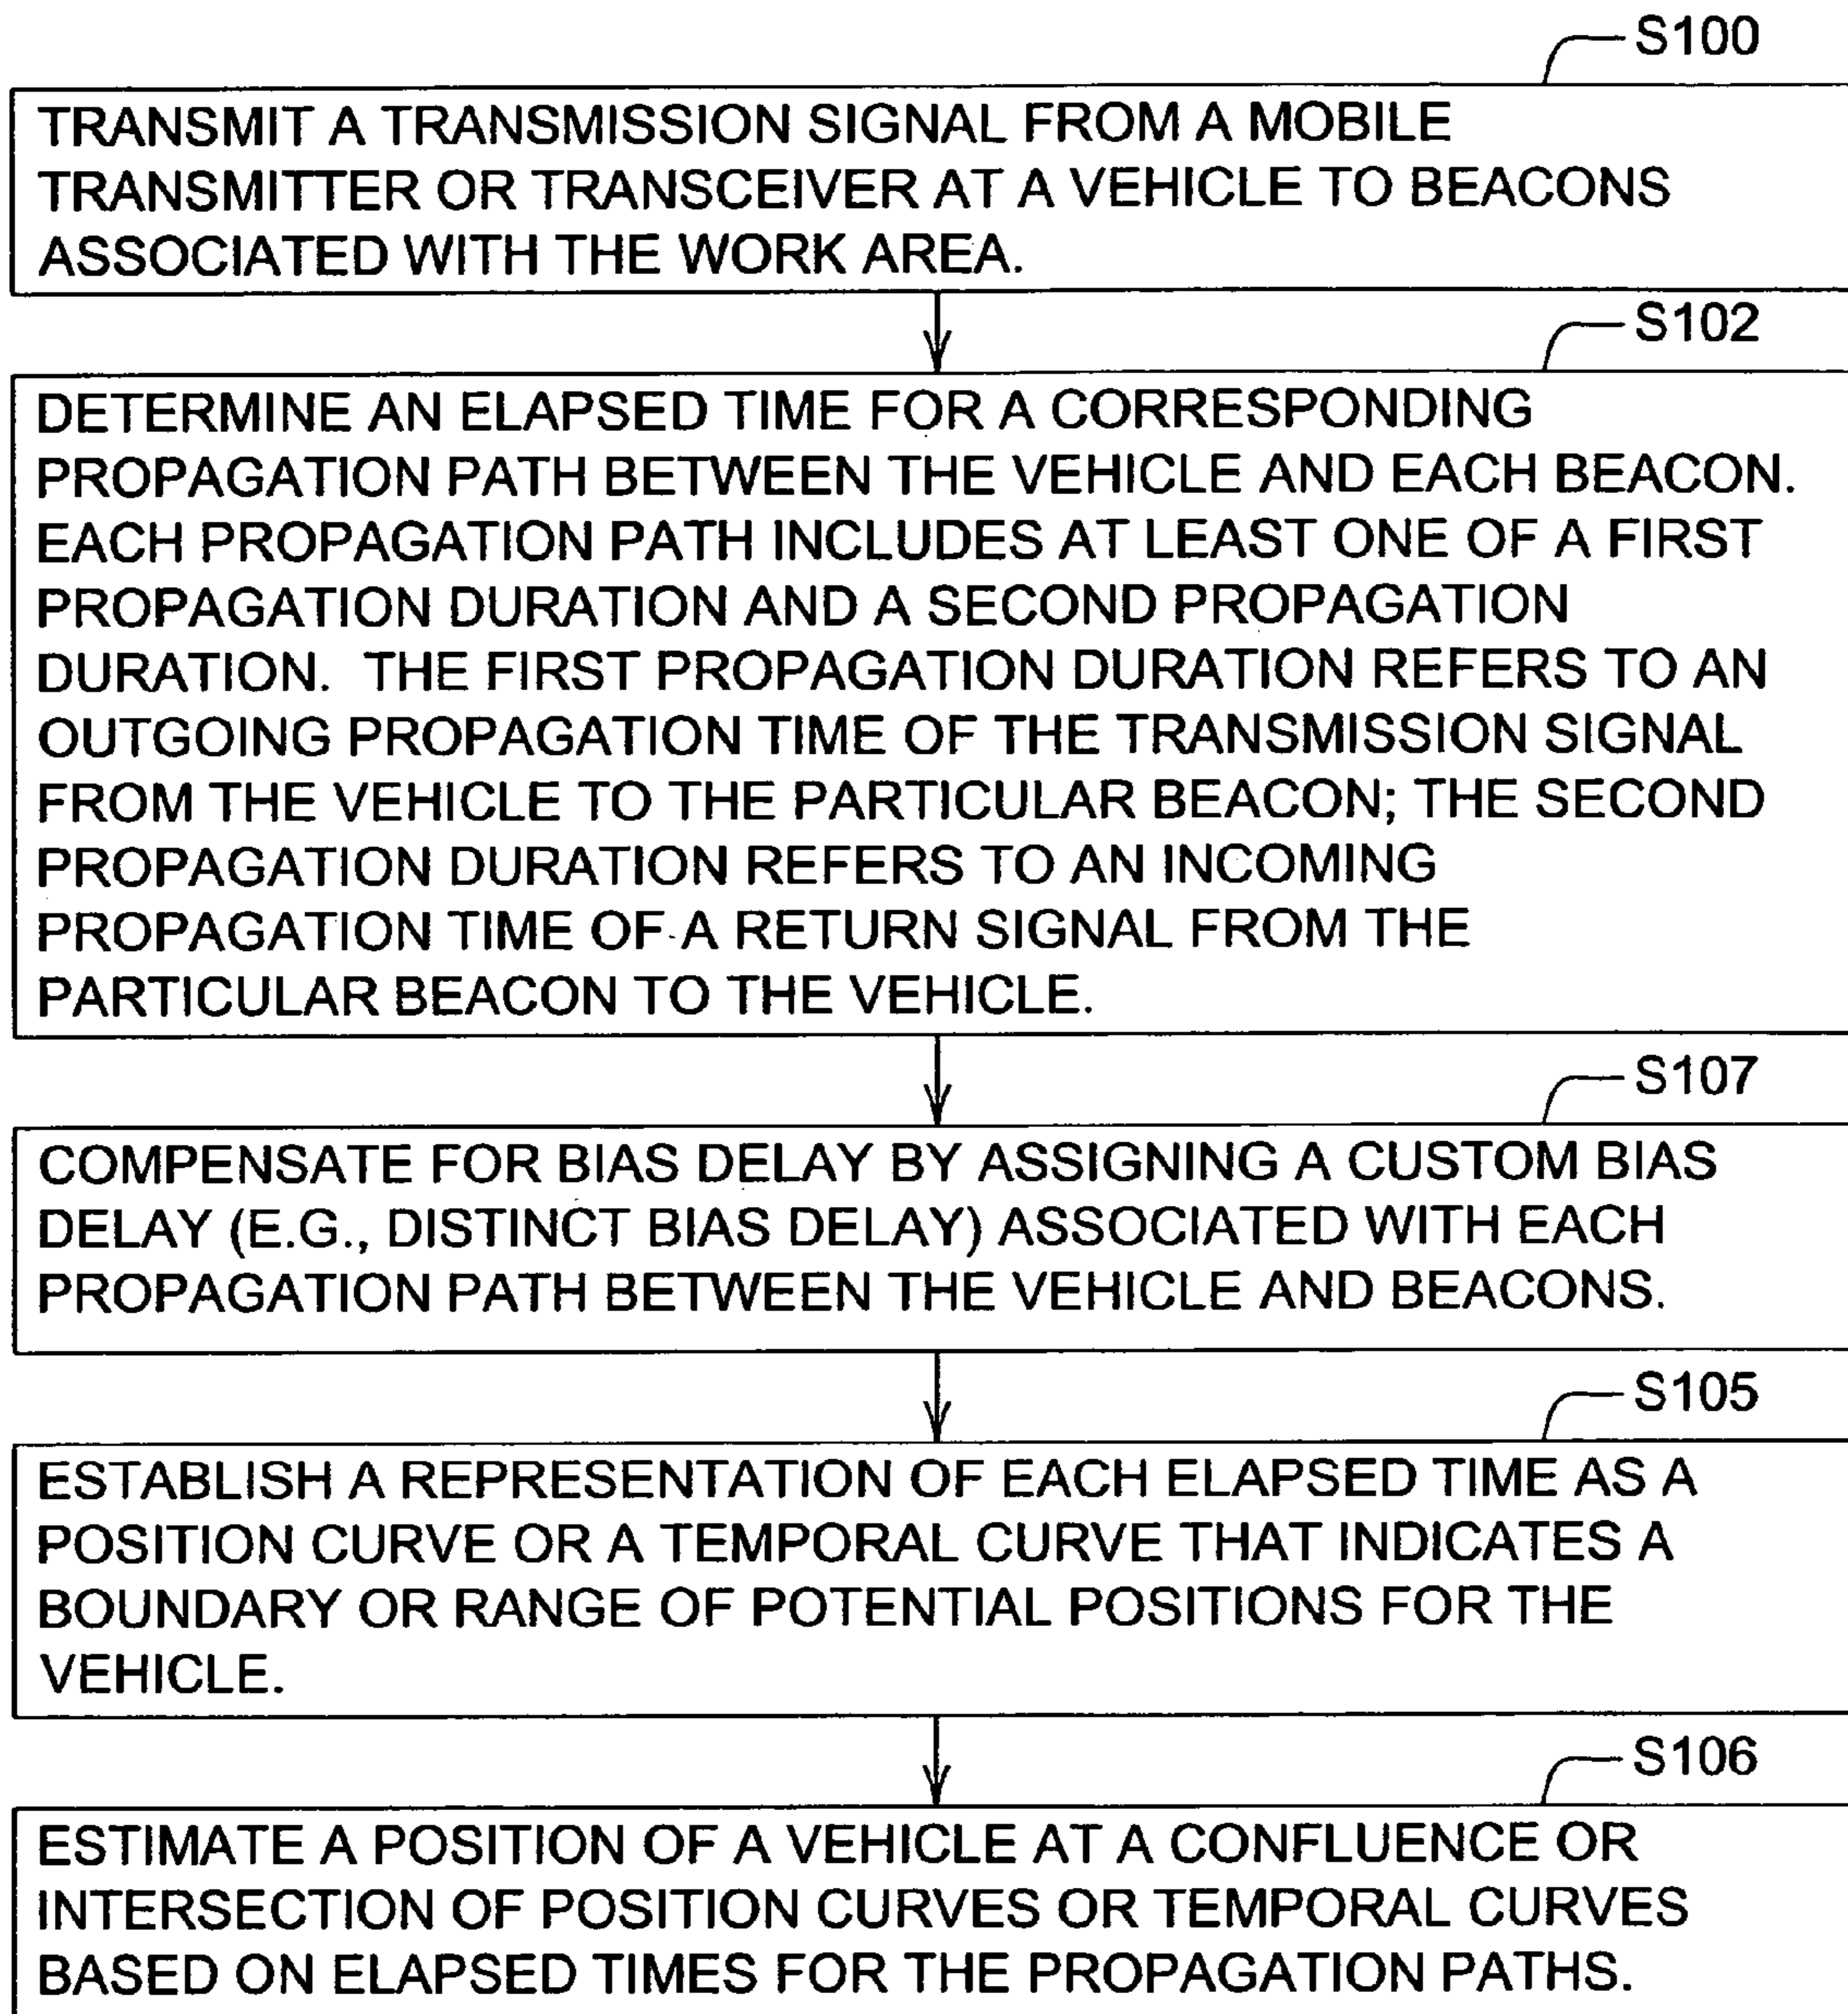 S100
TRANSMIT A TRANSMISSION SIGNAL FROM A MOBILE
TRANSMITTER OR TRANSCEIVER AT A VEHICLE TO BEACONS
ASSOCIATED WITH THE WORK AREA.
S102
DETERMINE AN ELAPSED TIME FOR A CORRESPONDING
PROPAGATION PATH BETWEEN THE VEHICLE AND EACH BEACON.
EACH PROPAGATION PATH INCLUDES AT LEAST ONE OF A FIRST
PROPAGATION DURATION AND A SECOND PROPAGATION
DURATION. THE FIRST PROPAGATION DURATION REFERS TO AN
OUTGOING PROPAGATION TIME OF THE TRANSMISSION SIGNAL
FROM THE VEHICLE TO THE PARTICULAR BEACON; THE SECOND
PROPAGATION DURATION REFERS TO AN INCOMING
PROPAGATION TIME OF A RETURN SIGNAL FROM THE
PARTICULAR BEACON TO THE VEHICLE.
S107
COMPENSATE FOR BIAS DELAY BY ASSIGNING A CUSTOM BIAS
DELAY (E.G., DISTINCT BIAS DELAY) ASSOCIATED WITH EACH
PROPAGATION PATH BETWEEN THE VEHICLE AND BEACONS.
S105
ESTABLISH A REPRESENTATION OF EACH ELAPSED TIME AS A
POSITION CURVE OR A TEMPORAL CURVE THAT INDICATES A
BOUNDARY OR RANGE OF POTENTIAL POSITIONS FOR THE
VEHICLE.
S106
ESTIMATE A POSITION OF A VEHICLE AT A CONFLUENCE OR
INTERSECTION OF POSITION CURVES OR TEMPORAL CURVES
BASED ON ELAPSED TIMES FOR THE PROPAGATION PATHS.